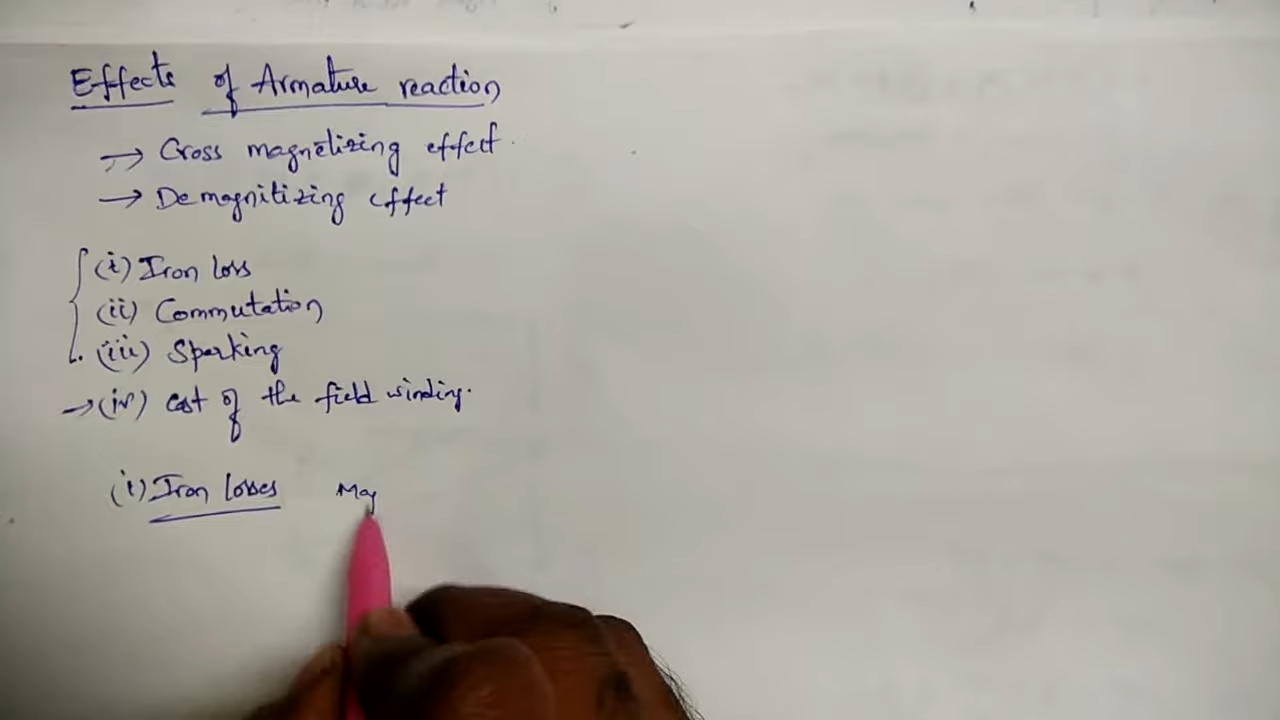 Effects of Armature reaction
→ Cross magnetizing effect.
→ Demagnitizing effect
(i) Iron loss
(ii) Commutation
(iii) Sparking
→ (iv) Cost of the field winding.
(i) Iron losses Mag